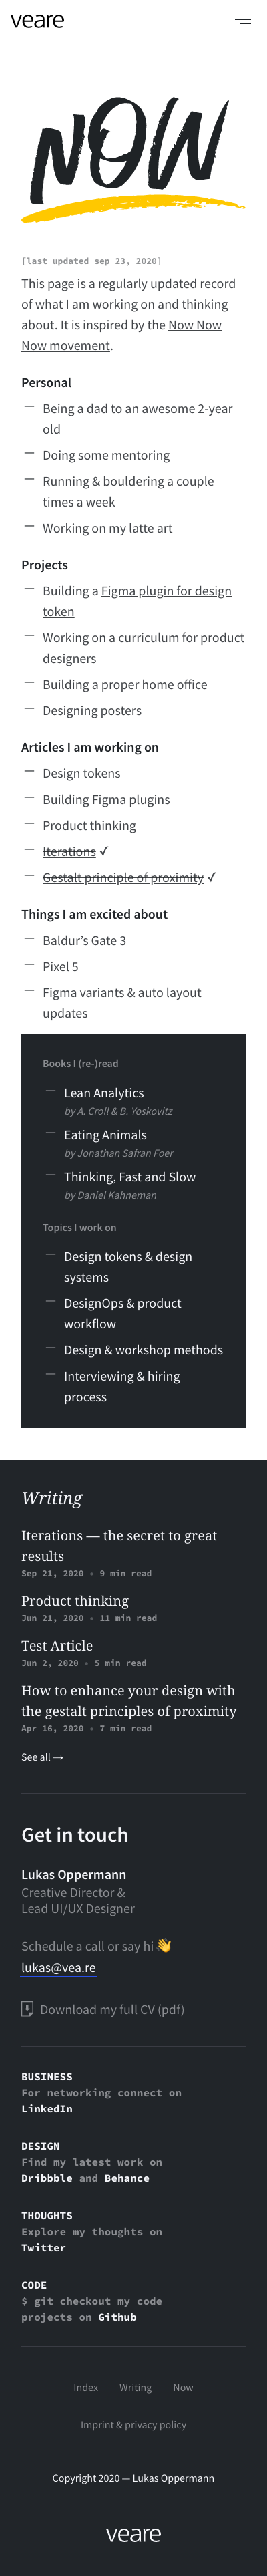 veare
NOW
[last updated sep 23, 2020]
This page is a regularly updated record
of what I am working on and thinking
about. It is inspired by the Now Now
Now movement.
Personal
— Being a dad to an awesome 2-year
old
— Doing some mentoring
— Running & bouldering a couple
times a week
— Working on my latte art
Projects
— Building a Figma plugin for design
token
— Working on a curriculum for product
designers
— Building a proper home office
— Designing posters
Articles I am working on
— Design tokens
— Building Figma plugins
— Product thinking
— Iterations ✓
— Gestalt principle of proximity ✓
Things I am excited about
— Baldur's Gate 3
— Pixel 5
— Figma variants & auto layout
updates
Books I (re-)read
— Lean Analytics
by A. Croll & B. Yoskovitz
— Eating Animals
by Jonathan Safran Foer
— Thinking, Fast and Slow
by Daniel Kahneman
Topics I work on
— Design tokens & design
systems
— DesignOps & product
workflow
— Design & workshop methods
— Interviewing & hiring
process
Writing
Iterations — the secret to great
results
Sep 21, 2020 • 9 min read
Product thinking
Jun 21, 2020 • 11 min read
Test Article
Jun 2, 2020 • 5 min read
How to enhance your design with
the gestalt principles of proximity
Apr 16, 2020 • 7 min read
See all →
Get in touch
Lukas Oppermann
Creative Director &
Lead UI/UX Designer
Schedule a call or say hi 👋
lukas@vea.re
Download my full CV (pdf)
BUSINESS
For networking connect on
LinkedIn
DESIGN
Find my latest work on
Dribbble and Behance
THOUGHTS
Explore my thoughts on
Twitter
CODE
$ git checkout my code
projects on Github
Index Writing Now
Imprint & privacy policy
Copyright 2020 — Lukas Oppermann
veare